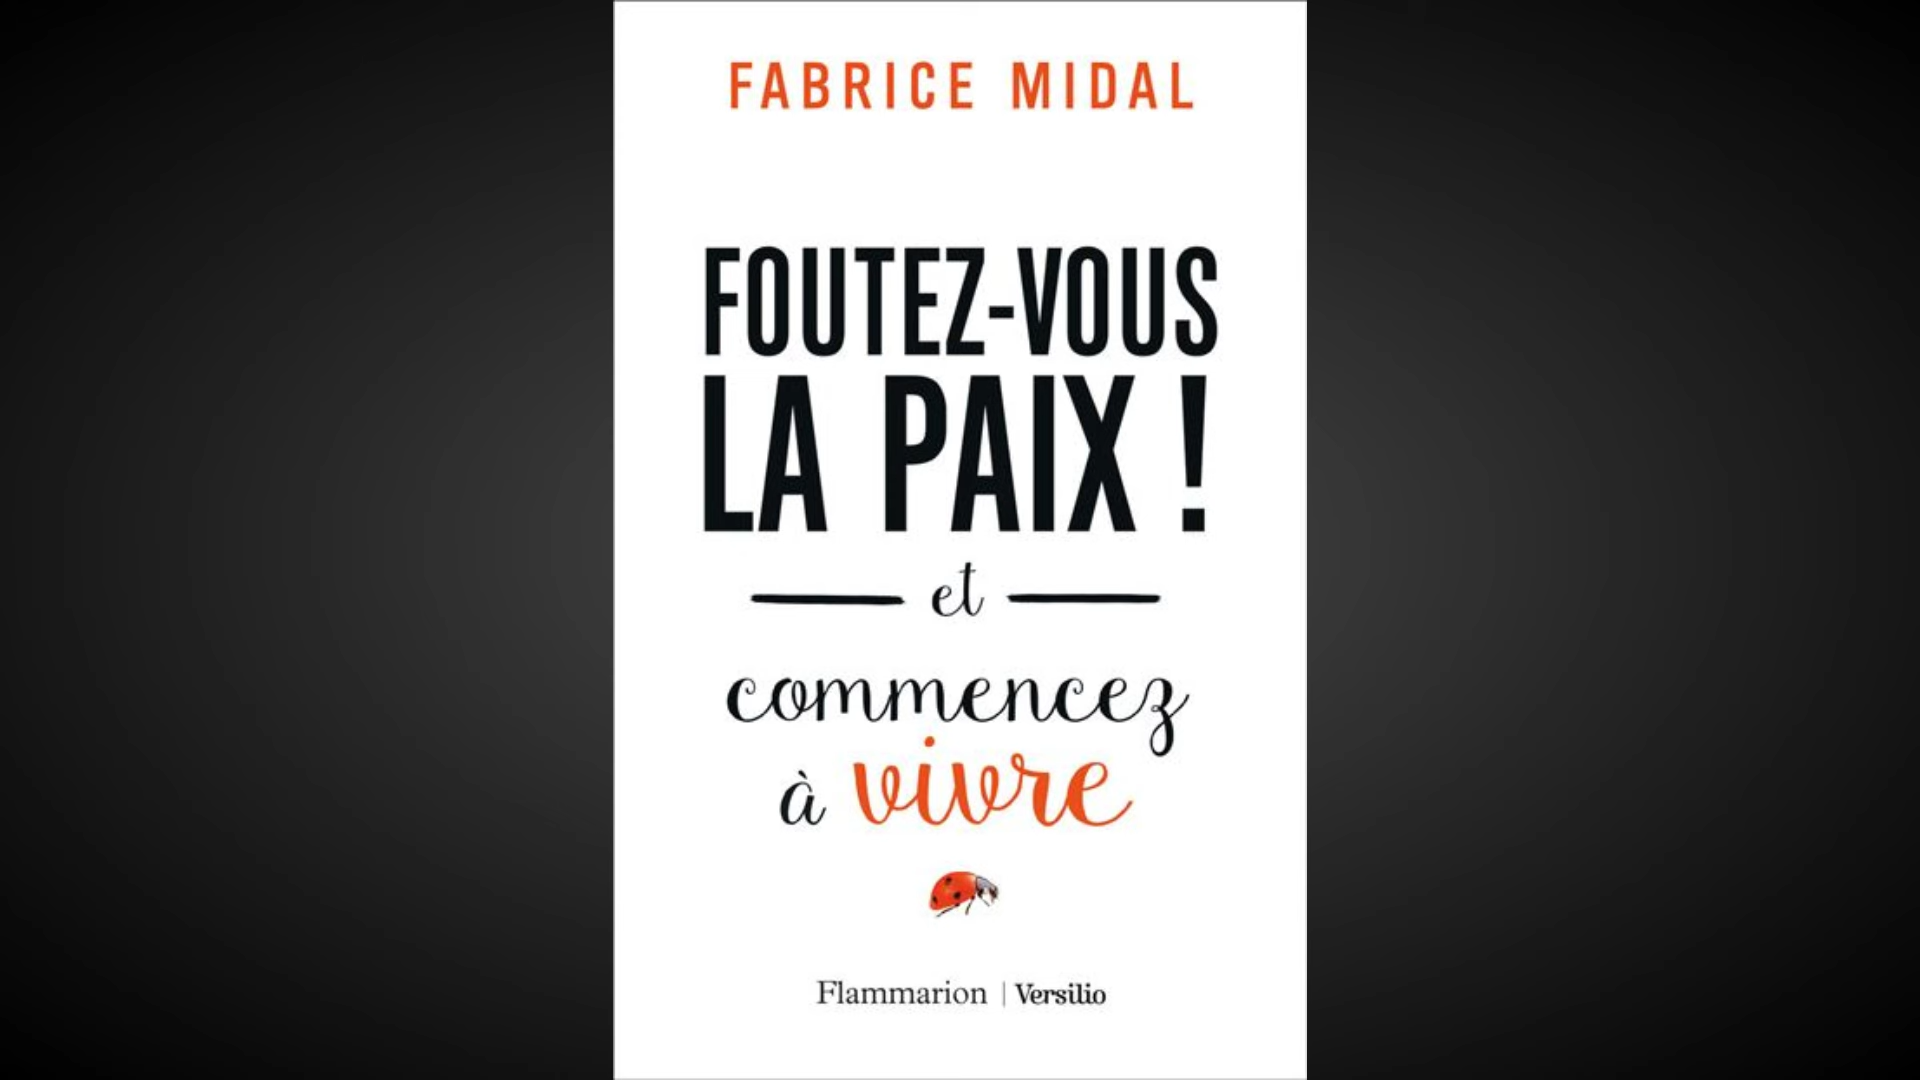 FABRICE MIDAL
FOUTEZ-VOUS
LA PAIX !
et
commencez
à vivre
Flammarion | Versilio